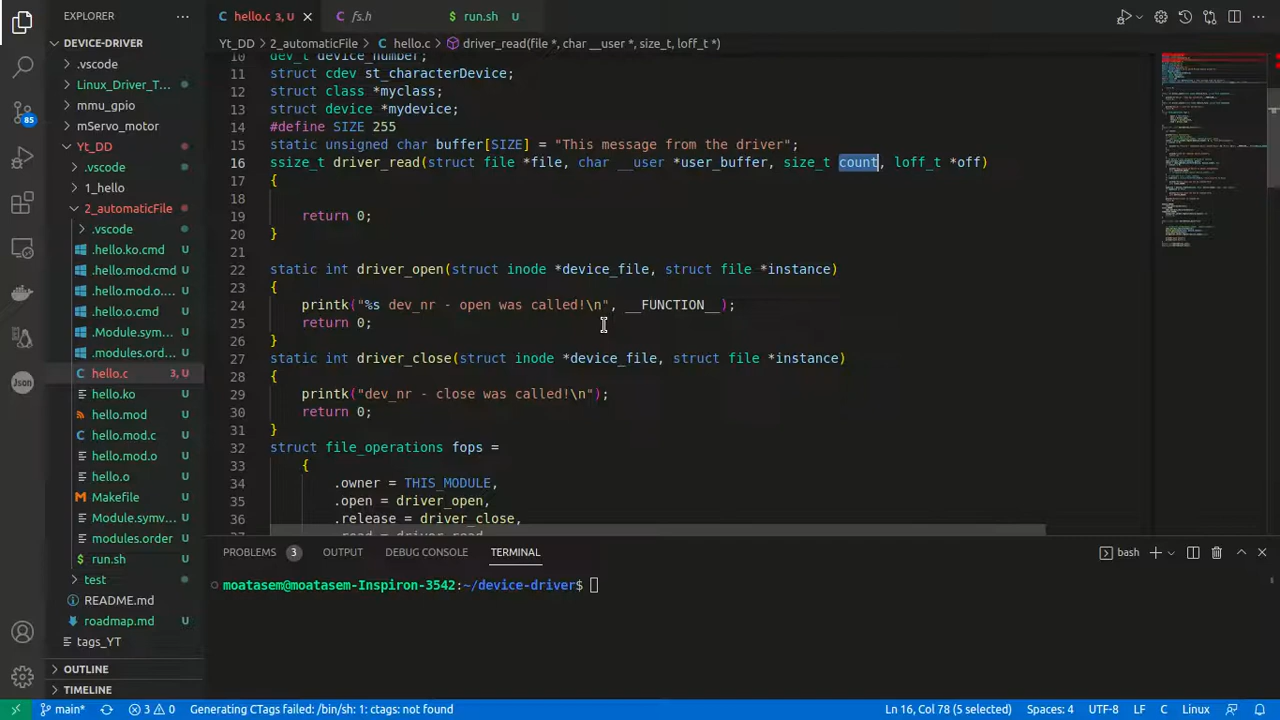 EXPLORER
hello.c 3, U
fs.h
run.sh U
DEVICE-DRIVER
Yt_DD
2_automaticFile
hello.c
driver_read(file *, char __user *, size_t, loff_t *)
.vscode
Linux_Driver_T...
mmu_gpio
mServo_motor
Yt_DD
.vscode
1_hello
2_automaticFile
.vscode
.hello.ko.cmd U
.hello.mod.cmd U
.hello.mod.o... U
.hello.o.cmd U
.Module.sym... U
.modules.ord... U
hello.c 3, U
hello.ko U
hello.mod U
hello.mod.c U
hello.mod.o U
hello.o U
Makefile U
Module.symv... U
modules.order U
run.sh U
test
README.md
roadmap.md U
tags_YT
OUTLINE
TIMELINE
85
Json
10 dev_t device_number;
11 struct cdev st_characterDevice;
12 struct class *myclass;
13 struct device *mydevice;
14 #define SIZE 255
15 static unsigned char buffer[SIZE] = "This message from the driver";
16 ssize_t driver_read(struct file *file, char __user *user_buffer, size_t count, loff_t *off)
17 {
18
19 return 0;
20 }
21
22 static int driver_open(struct inode *device_file, struct file *instance)
23 {
24 printk("%s dev_nr - open was called!\n", __FUNCTION__);
25 return 0;
26 }
27 static int driver_close(struct inode *device_file, struct file *instance)
28 {
29 printk("dev_nr - close was called!\n");
30 return 0;
31 }
32 struct file_operations fops =
33 {
34 .owner = THIS_MODULE,
35 .open = driver_open,
36 .release = driver_close,
37 .read = driver_read
PROBLEMS 3
OUTPUT
DEBUG CONSOLE
TERMINAL
bash
moatasem@moatasem-Inspiron-3542:~/device-driver$
main*
3 0
Generating CTags failed: /bin/sh: 1: ctags: not found
Ln 16, Col 78 (5 selected)
Spaces: 4
UTF-8
LF
C
Linux